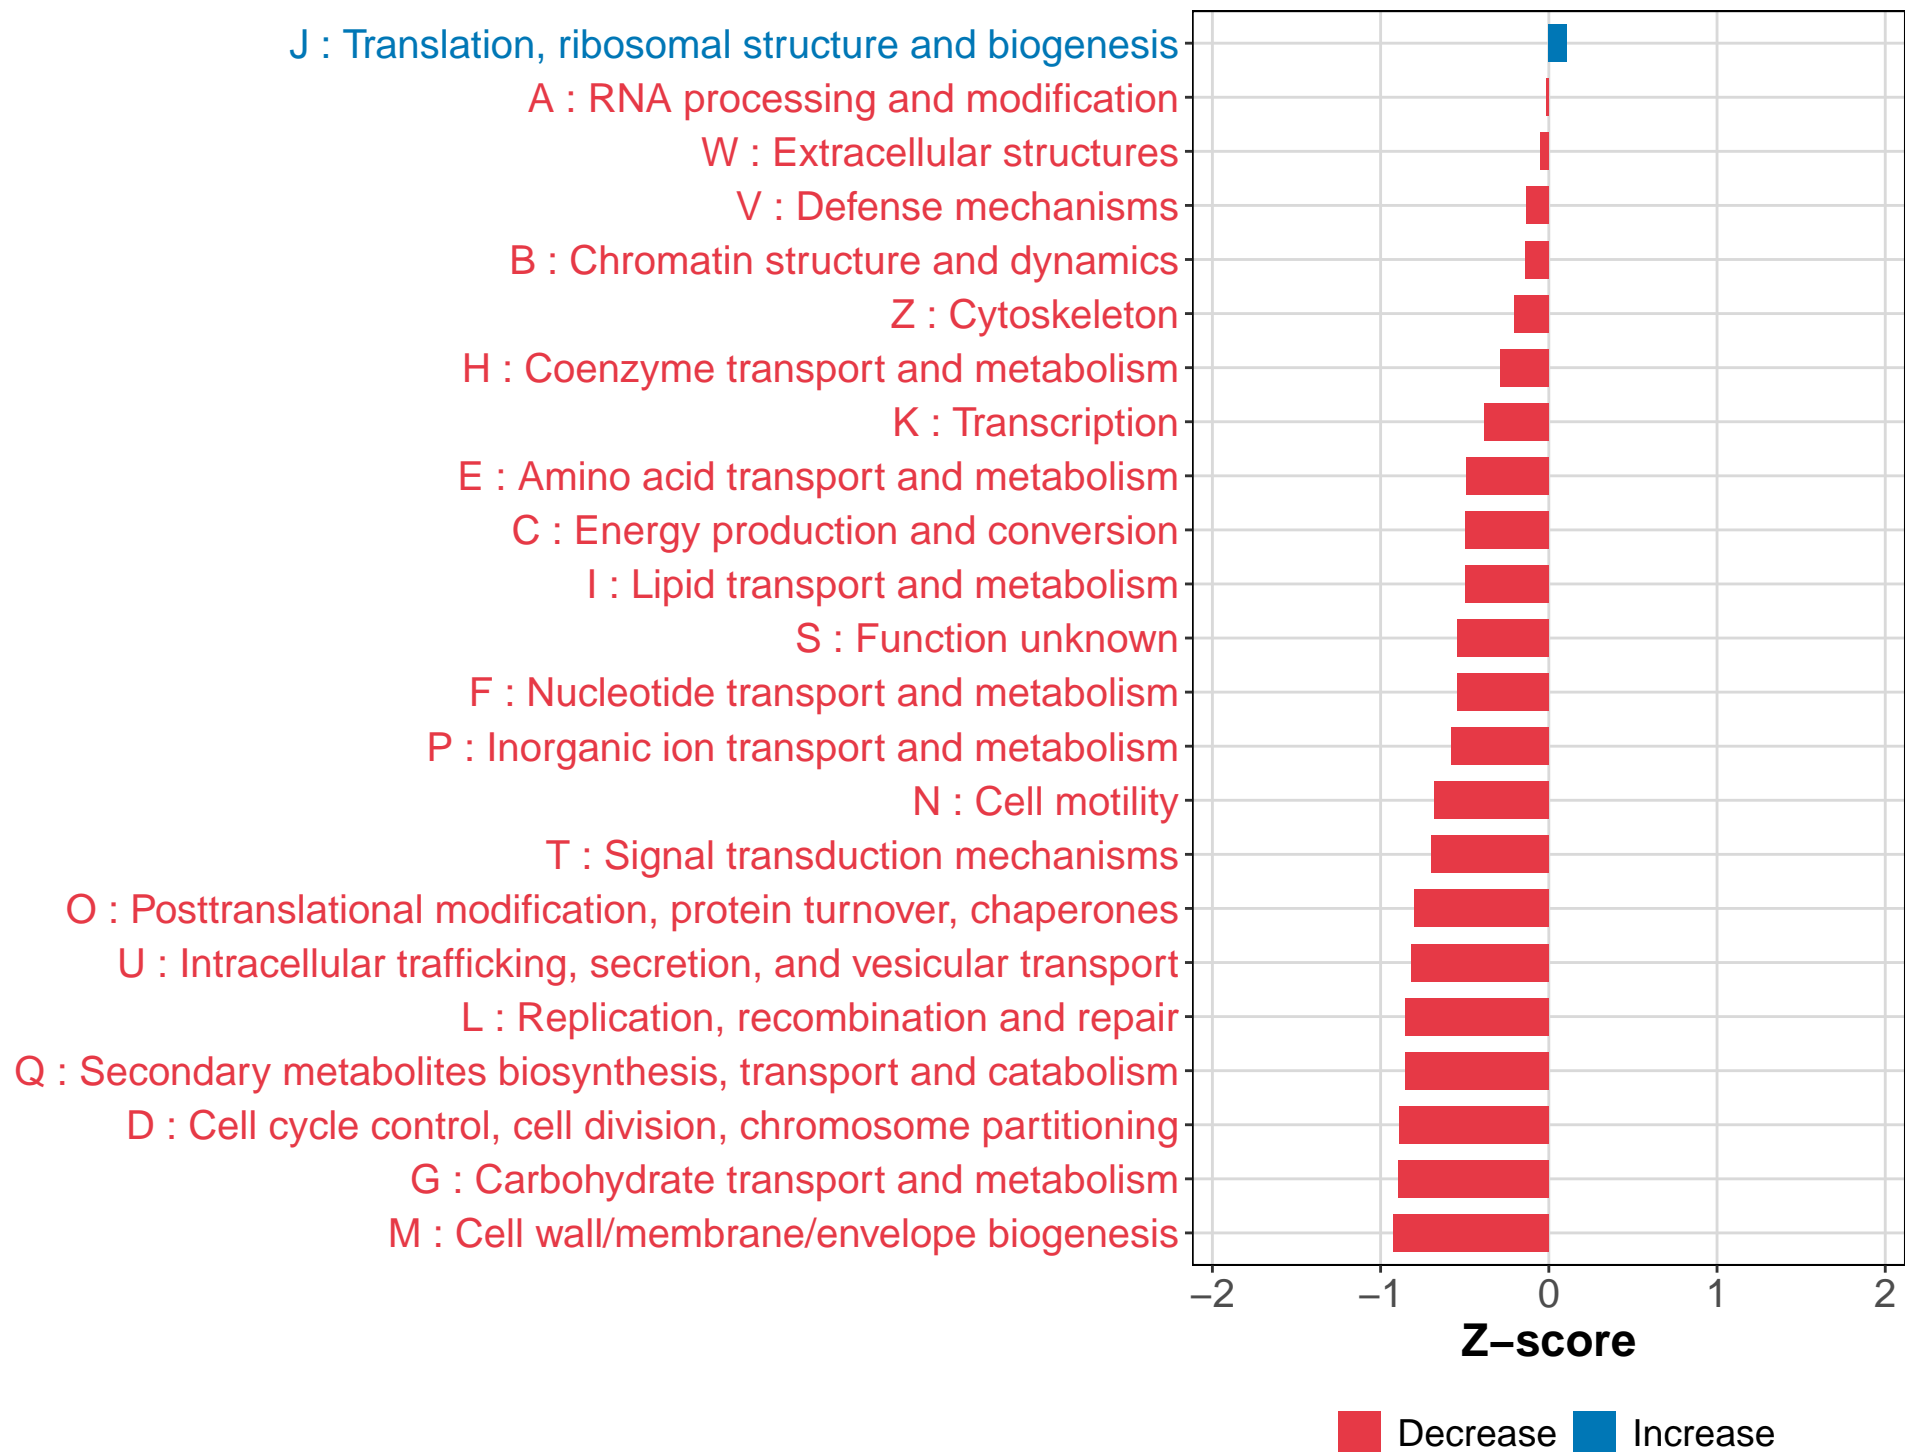 J : Translation, ribosomal structure and biogenesis
A : RNA processing and modification
W : Extracellular structures
V : Defense mechanisms
B : Chromatin structure and dynamics
Z : Cytoskeleton
H : Coenzyme transport and metabolism
K : Transcription
E : Amino acid transport and metabolism
C : Energy production and conversion
I : Lipid transport and metabolism
S : Function unknown
F : Nucleotide transport and metabolism
P : Inorganic ion transport and metabolism
N : Cell motility
T : Signal transduction mechanisms
O : Posttranslational modification, protein turnover, chaperones
U : Intracellular trafficking, secretion, and vesicular transport
L : Replication, recombination and repair
Q : Secondary metabolites biosynthesis, transport and catabolism
D : Cell cycle control, cell division, chromosome partitioning
G : Carbohydrate transport and metabolism
M : Cell wall/membrane/envelope biogenesis
−2 −1 0 1 2
Z−score
Decrease Increase